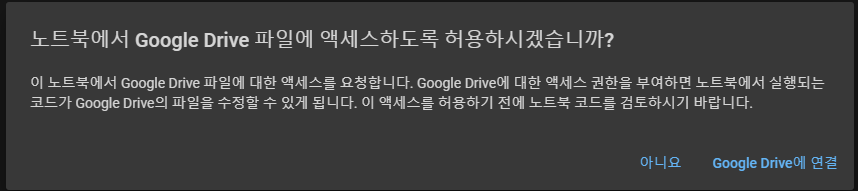 노트북에서 Google Drive 파일에 액세스하도록 허용하시겠습니까?
이 노트북에서 Google Drive 파일에 대한 액세스를 요청합니다. Google Drive에 대한 액세스 권한을 부여하면 노트북에서 실행되는
코드가 Google Drive의 파일을 수정할 수 있게 됩니다. 이 액세스를 허용하기 전에 노트북 코드를 검토하시기 바랍니다.
아니요 Google Drive에 연결